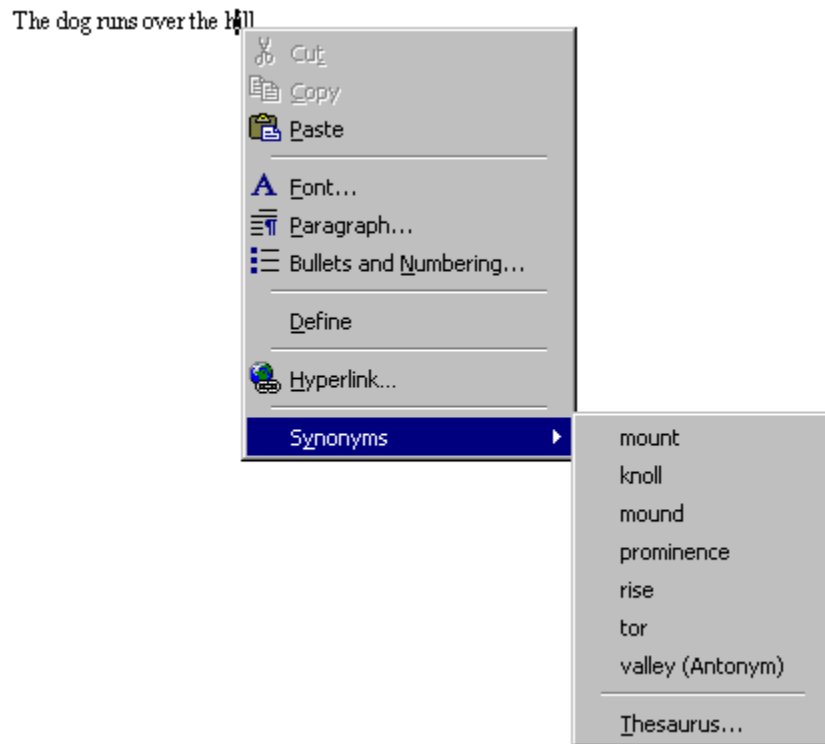 The dog runs over the hill
Cut
Copy
Paste
Font...
Paragraph...
Bullets and Numbering...
Define
Hyperlink...
Synonyms
mount
knoll
mound
prominence
rise
tor
valley (Antonym)
Thesaurus...